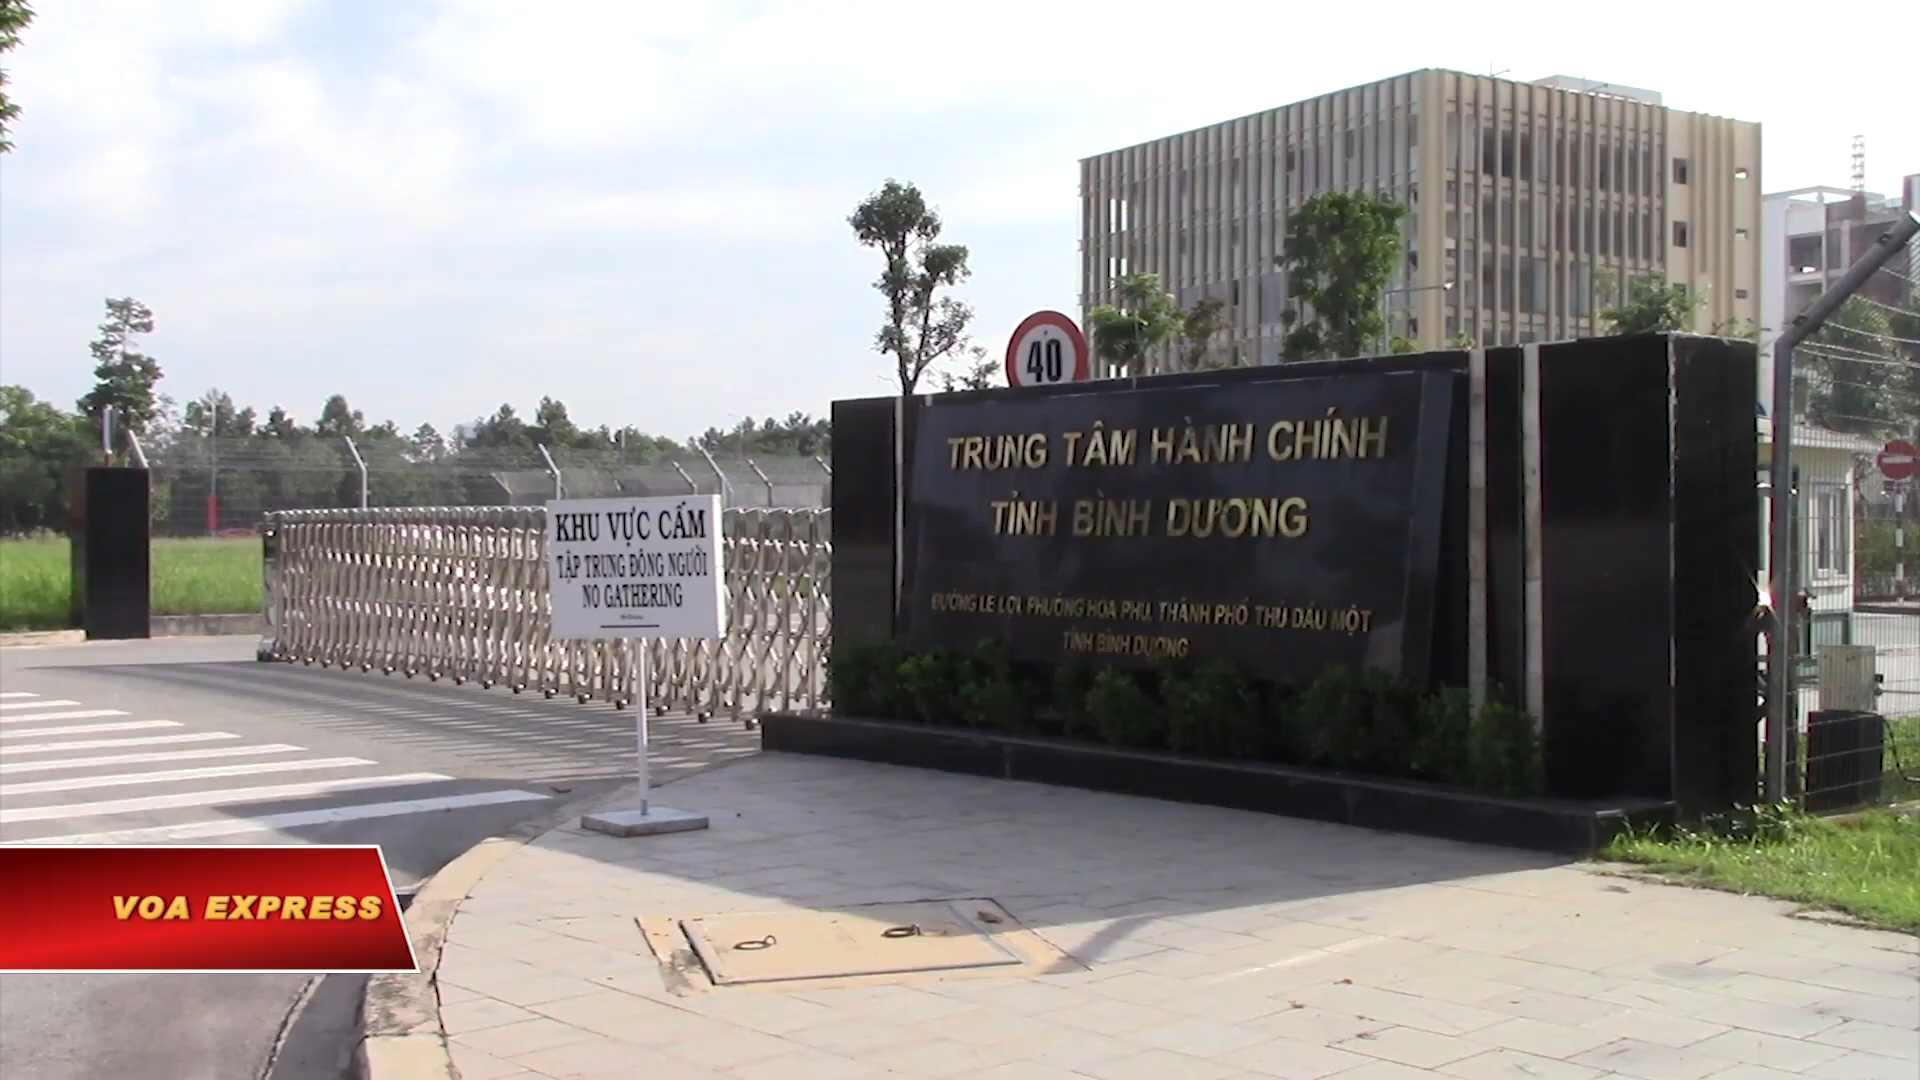 40
TRUNG TÂM HÀNH CHÍNH
TỈNH BÌNH DƯƠNG
ĐƯỜNG LÊ LỢI, PHƯỜNG HÒA PHÚ, THÀNH PHỐ THỦ DẦU MỘT
TỈNH BÌNH DƯƠNG
KHU VỰC CẤM
TẬP TRUNG ĐÔNG NGƯỜI
NO GATHERING
VOA EXPRESS